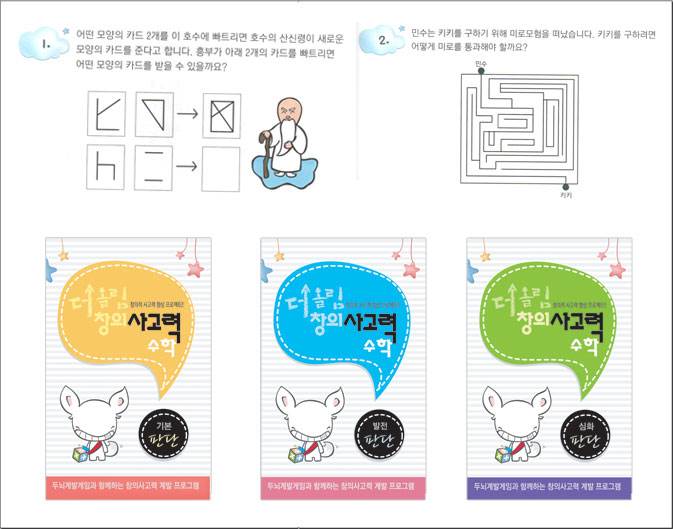 1.
어떤 모양의 카드 2개를 이 호수에 빠트리면 호수의 산신령이 새로운
모양의 카드를 준다고 합니다. 흥부가 아래 2개의 카드를 빠트리면
어떤 모양의 카드를 받을 수 있을까요?
2.
민수는 키키를 구하기 위해 미로모험을 떠났습니다. 키키를 구하려면
어떻게 미로를 통과해야 할까요?
민수
키키
더올림
창의적 사고력 향상 프로젝트!!
창의사고력
수학
기본
판단
두뇌계발게임과 함께하는 창의사고력 계발 프로그램
더올림
창의사고력
수학
발전
판단
두뇌계발게임과 함께하는 창의사고력 계발 프로그램
더올림
창의적 사고력 향상 프로젝트!!
창의사고력
수학
심화
판단
두뇌계발게임과 함께하는 창의사고력 계발 프로그램